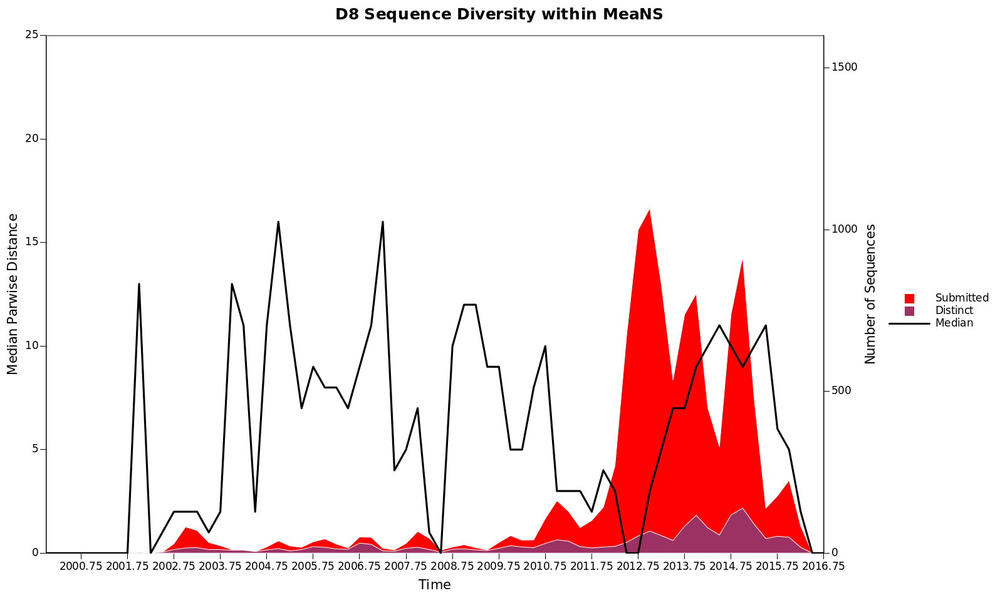 D8 Sequence Diversity within MeaNS
25
20
15
10
5
0
Median Parwise Distance
1500
1000
500
0
Number of Sequences
Submitted
Distinct
Median
2000.75 2001.75 2002.75 2003.75 2004.75 2005.75 2006.75 2007.75 2008.75 2009.75 2010.75 2011.75 2012.75 2013.75 2014.75 2015.75 2016.75
Time